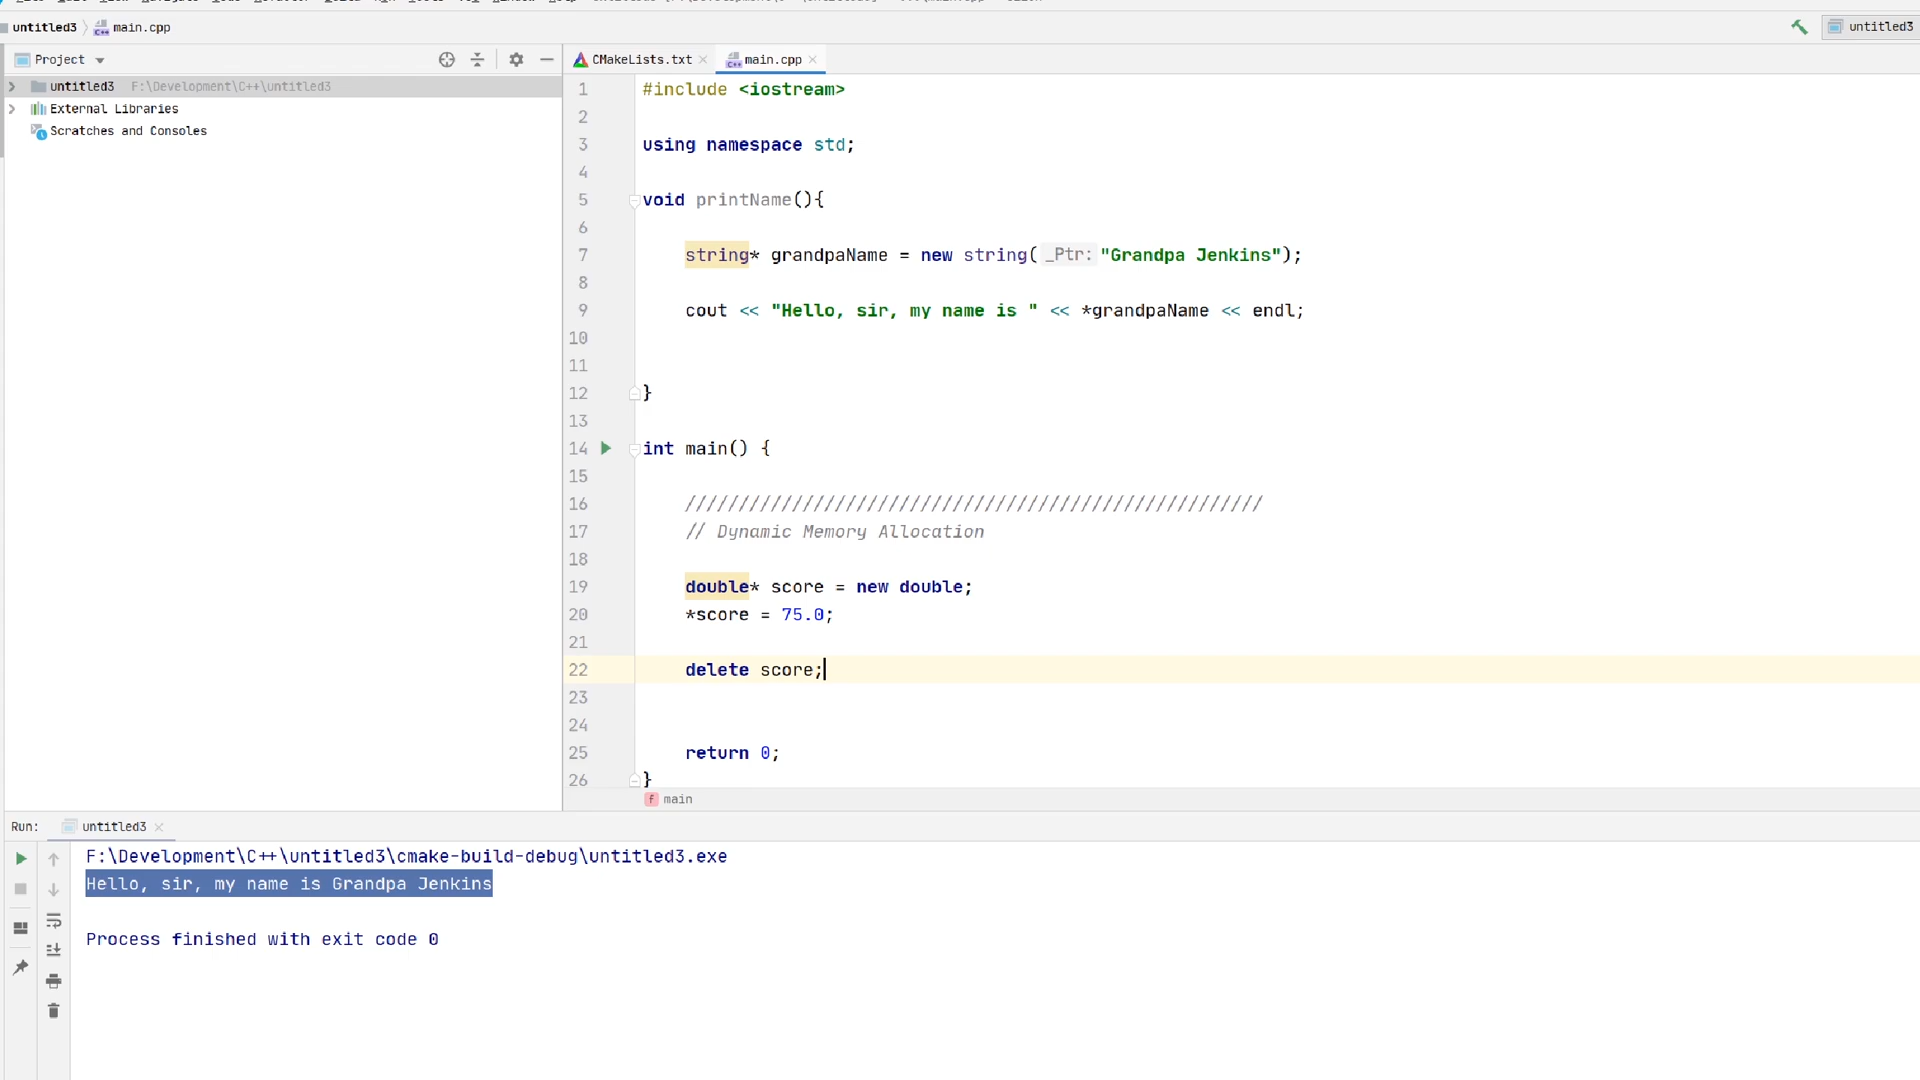 untitled3 main.cpp untitled3
Project CMakeLists.txt main.cpp
untitled3 F:\Development\C++\untitled3
External Libraries
Scratches and Consoles
1 #include <iostream>
2
3 using namespace std;
4
5 void printName(){
6
7 string* grandpaName = new string( _Ptr: "Grandpa Jenkins");
8
9 cout << "Hello, sir, my name is " << *grandpaName << endl;
10
11
12 }
13
14 int main() {
15
16 //////////////////////////////////////////////////////
17 // Dynamic Memory Allocation
18
19 double* score = new double;
20 *score = 75.0;
21
22 delete score;
23
24
25 return 0;
26 }
f main
Run: untitled3
F:\Development\C++\untitled3\cmake-build-debug\untitled3.exe
Hello, sir, my name is Grandpa Jenkins
Process finished with exit code 0